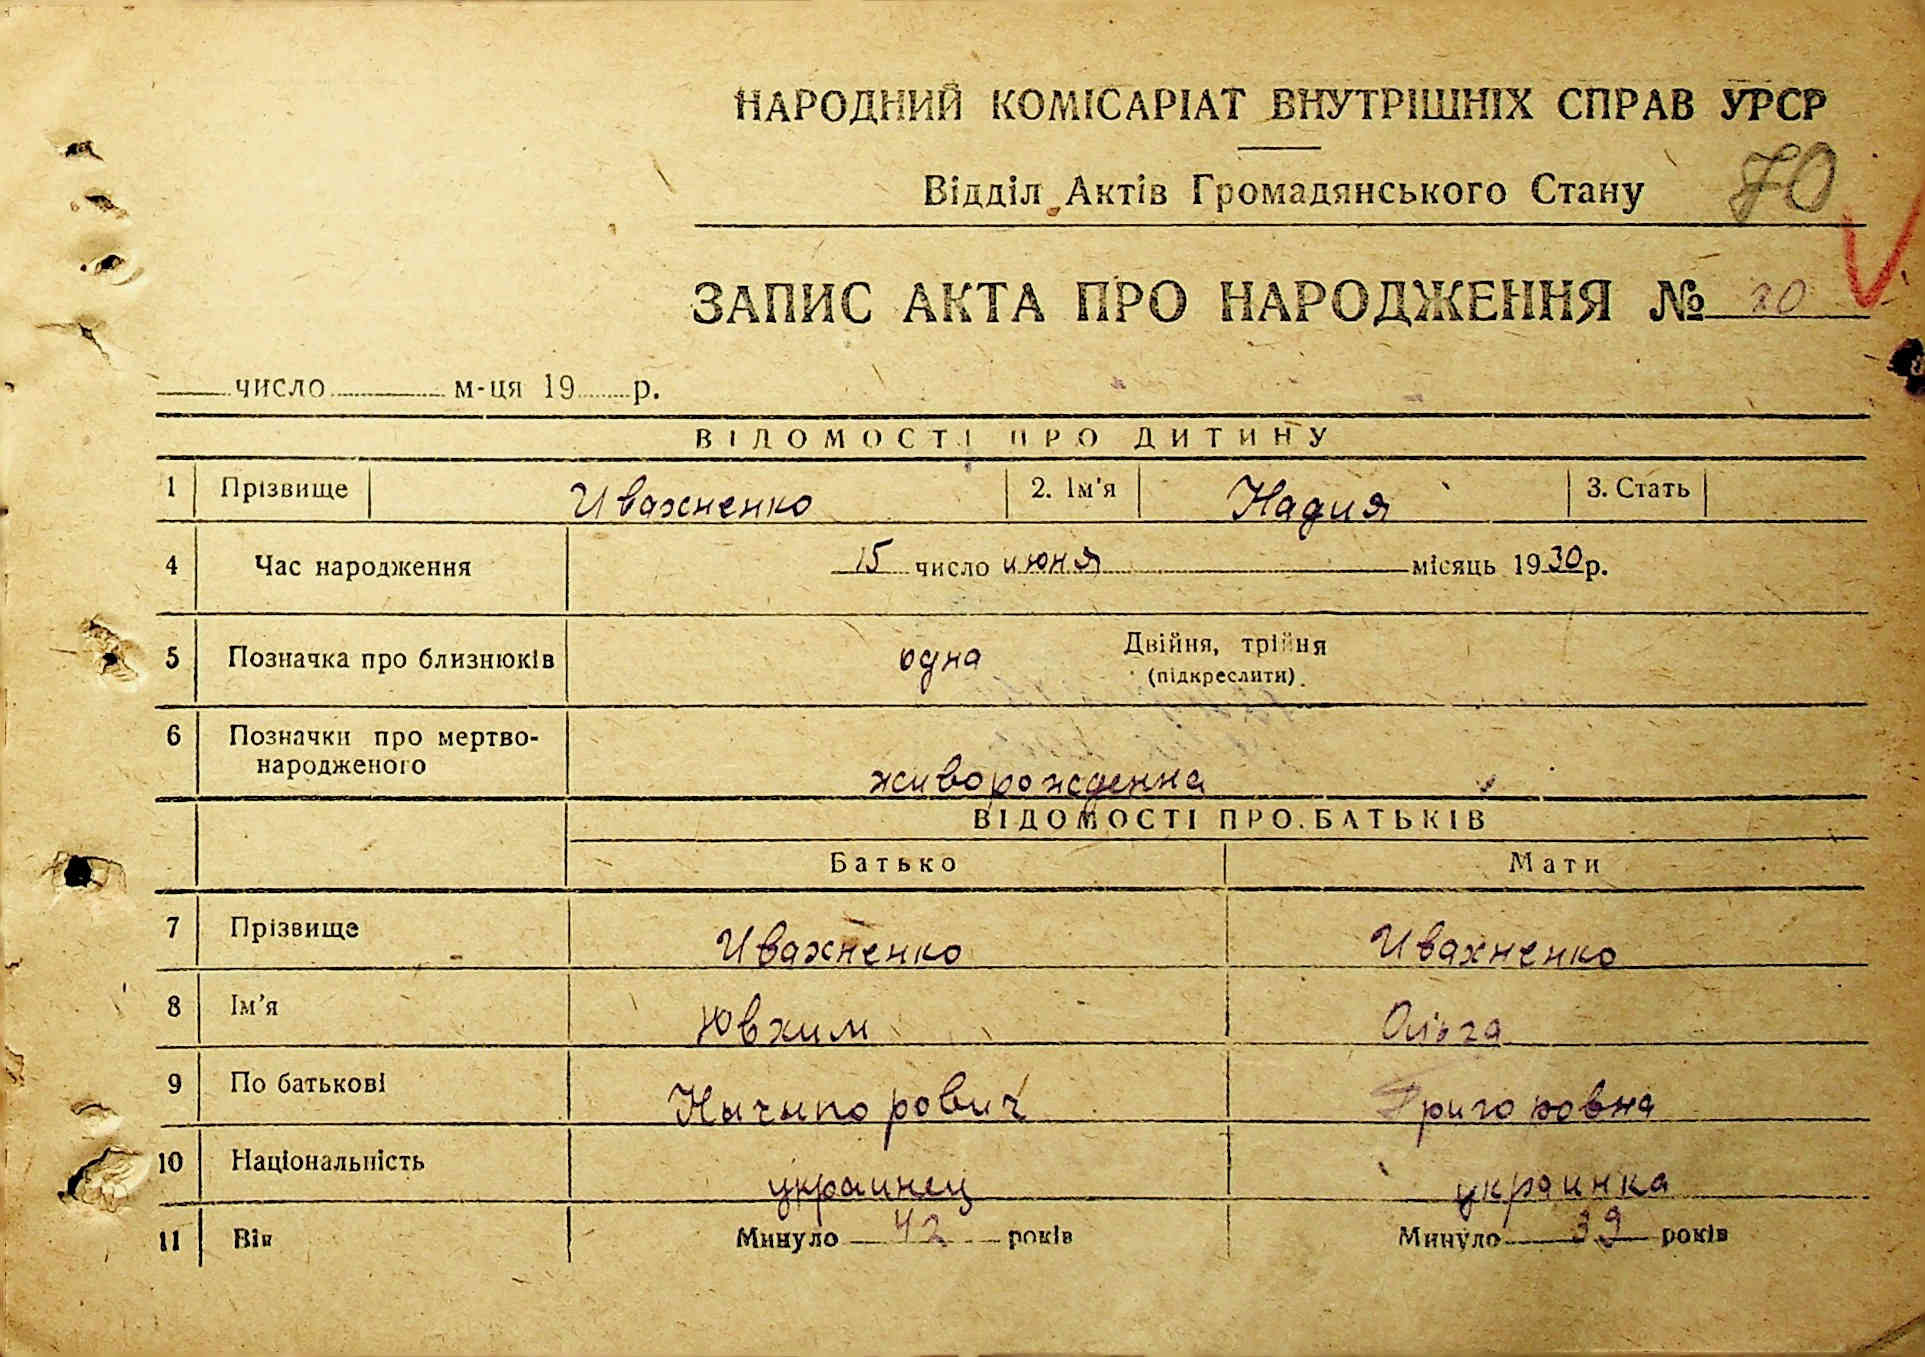 НАРОДНИЙ КОМІСАРІАТ ВНУТРІШНІХ СПРАВ УРСР
Відділ Актів Громадянського Стану 70
ЗАПИС АКТА ПРО НАРОДЖЕННЯ № 20
число м-ця 19 р.
ВІДОМОСТІ ПРО ДИТИНУ
1 Прізвище Ивахненко 2. Ім'я Надия 3. Стать
4 Час народження 15 число июня місяць 1930 р.
5 Позначка про близнюків одна Двійня, трійня
(підкреслити)
6 Позначки про мертво-
народженого живорожденна
ВІДОМОСТІ ПРО БАТЬКІВ
Батько Мати
7 Прізвище Ивахненко Ивахненко
8 Ім'я Ювхим Ольга
9 По батькові Ничипорович Григоровна
10 Національність украинец украинка
11 Вік Минуло 42 років Минуло 39 років